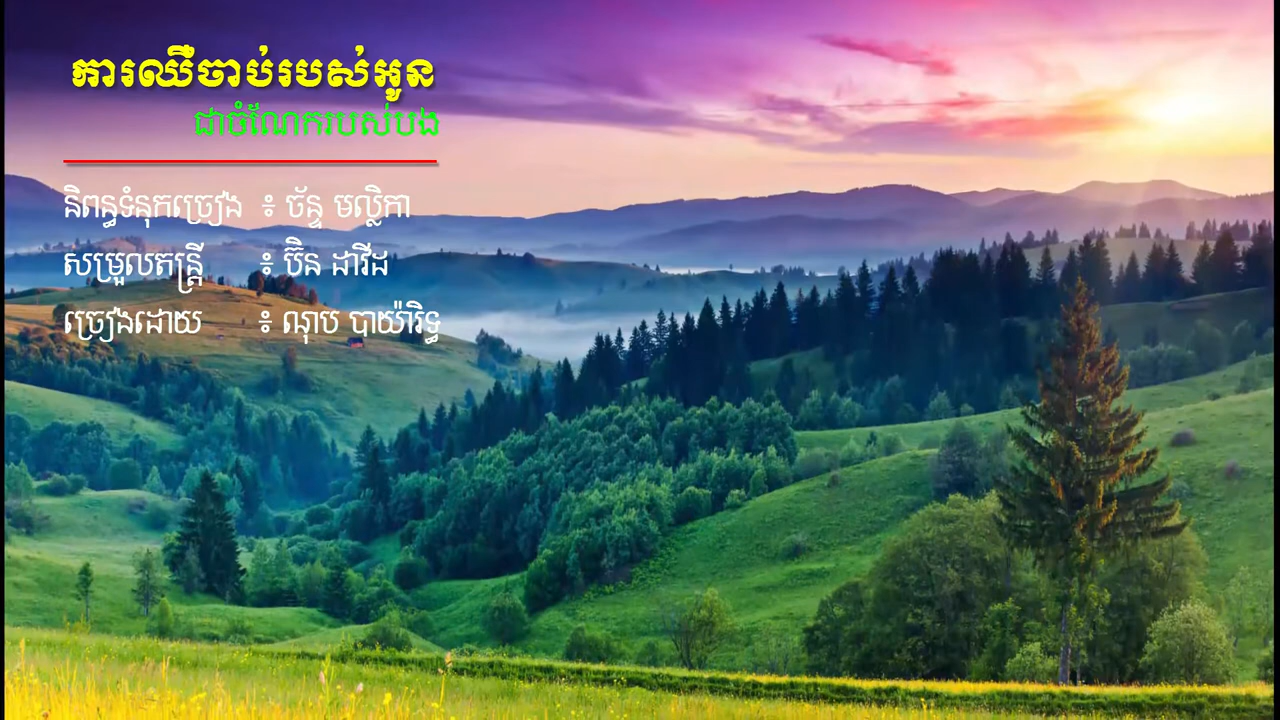 ការឈឺចាប់របស់អូន
ជាចំណែករបស់បង
និពន្ធទំនុកច្រៀង ៖ ច័ន្ទ មល្លិកា
សម្រួលតន្ត្រី ៖ ប៊ិន ដាវីដ
ច្រៀងដោយ ៖ ណុប បាយ៉ារិទ្ធ